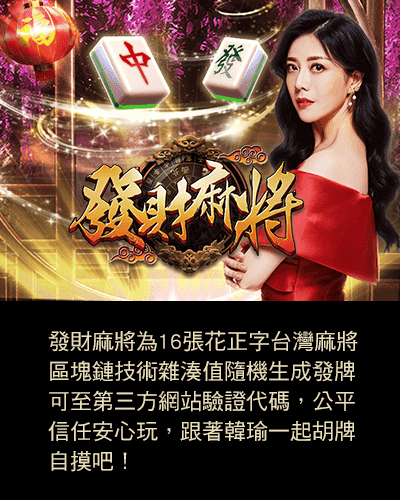 福
中
發
發財麻將
發財麻將為16張花正字台灣麻將
區塊鏈技術雜湊值隨機生成發牌
可至第三方網站驗證代碼，公平
信任安心玩，跟著韓瑜一起胡牌
自摸吧！